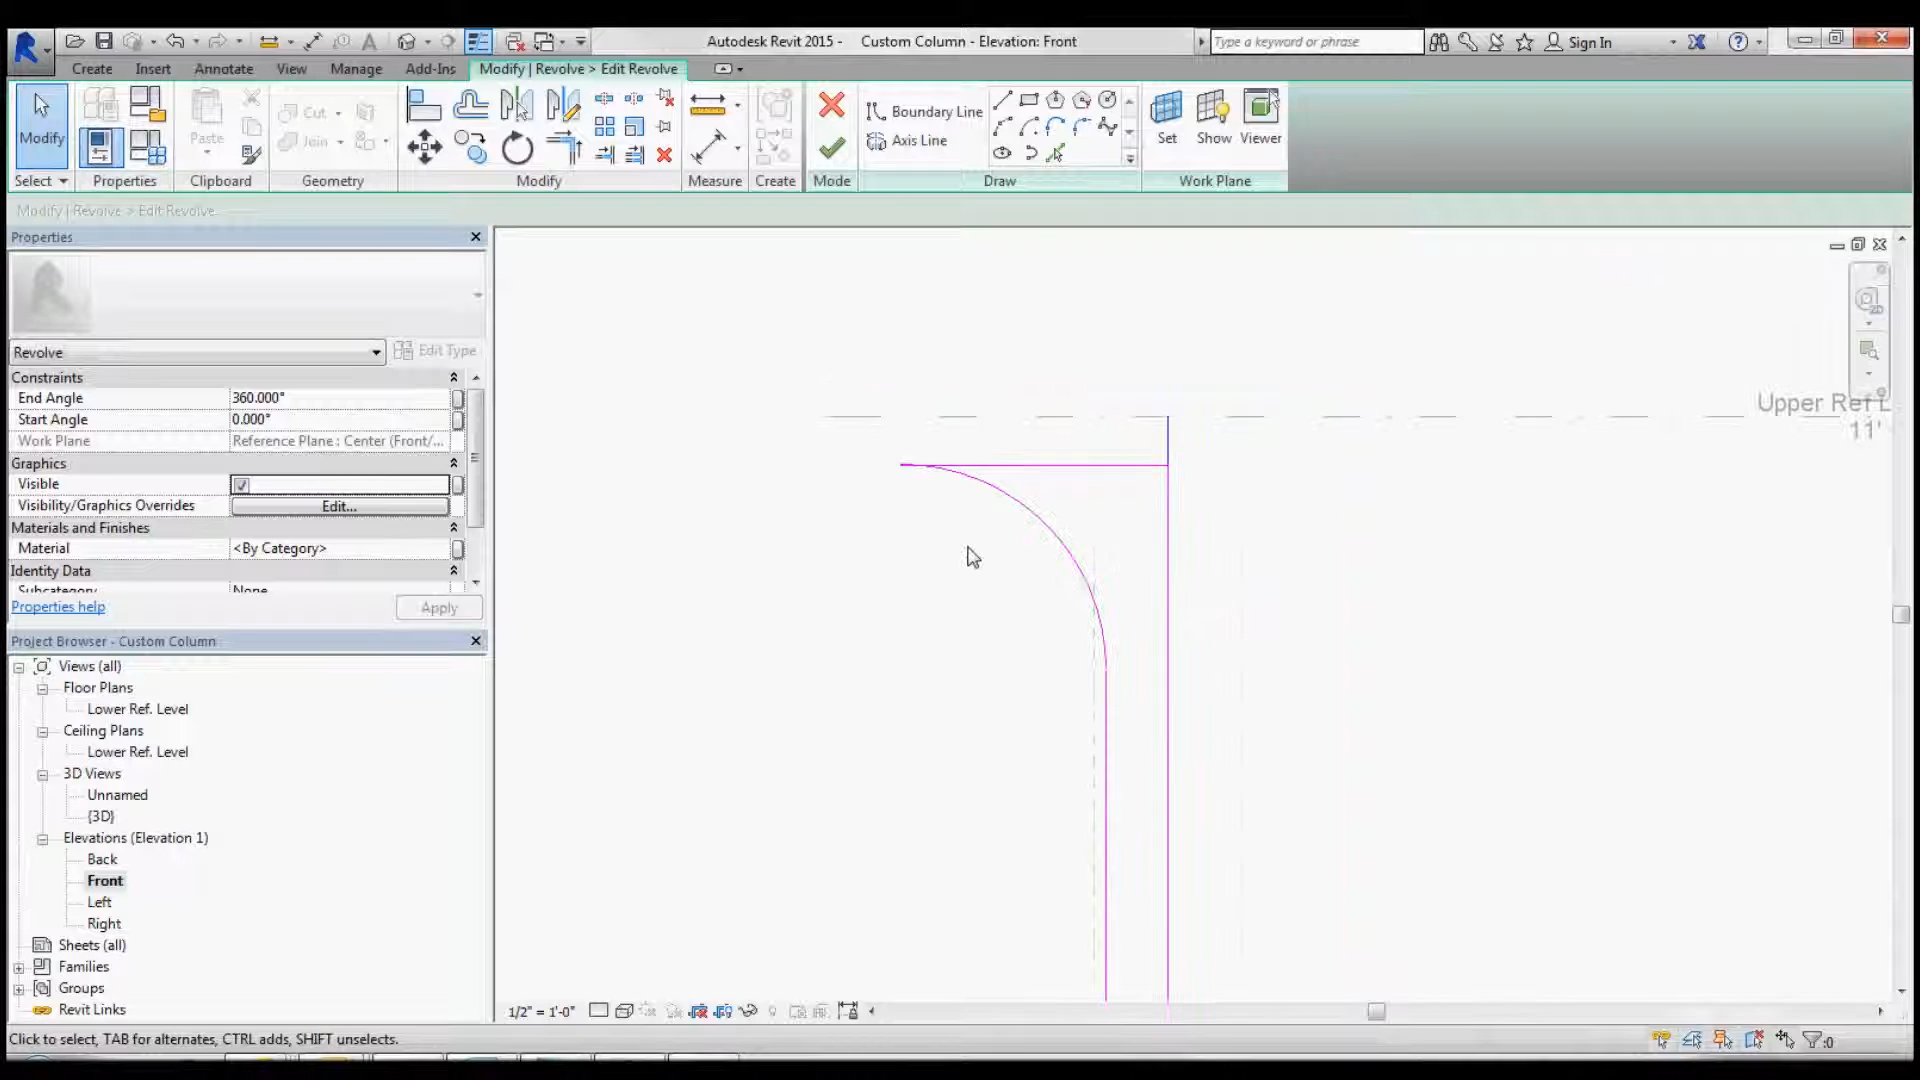 Autodesk Revit 2015 - Custom Column - Elevation: Front
Type a keyword or phrase
Sign In
Create Insert Annotate View Manage Add-Ins Modify | Revolve > Edit Revolve
Modify
Paste
Cut
Join
Boundary Line
Axis Line
Set Show Viewer
Select Properties Clipboard Geometry Modify Measure Create Mode Draw Work Plane
Modify | Revolve > Edit Revolve
Properties
Revolve
Edit Type
Constraints
End Angle 360.000°
Start Angle 0.000°
Work Plane Reference Plane : Center (Front/...
Graphics
Visible
Visibility/Graphics Overrides Edit...
Materials and Finishes
Material <By Category>
Identity Data
Subcategory None
Properties help
Apply
Project Browser - Custom Column
Views (all)
Floor Plans
Lower Ref. Level
Ceiling Plans
Lower Ref. Level
3D Views
Unnamed
{3D}
Elevations (Elevation 1)
Back
Front
Left
Right
Sheets (all)
Families
Groups
Revit Links
Upper Ref L
11'
1/2" = 1'-0"
Click to select, TAB for alternates, CTRL adds, SHIFT unselects.
:0